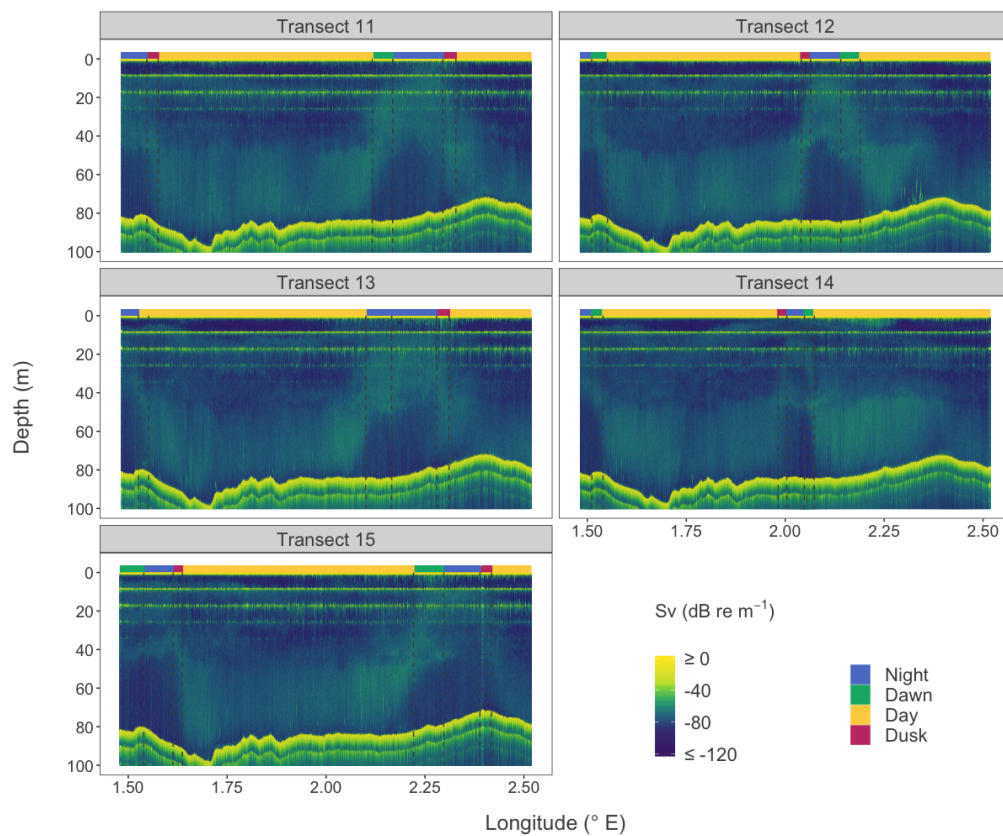 Transect 11
Transect 12
0
20
40
60
80
100
Transect 13
Transect 14
0
20
40
60
80
100
1.50
1.75
2.00
2.25
2.50
Transect 15
0
20
40
60
80
100
1.50
1.75
2.00
2.25
2.50
Depth (m)
Longitude (° E)
Sv (dB re m⁻¹)
≥ 0
-40
-80
≤ -120
Night
Dawn
Day
Dusk